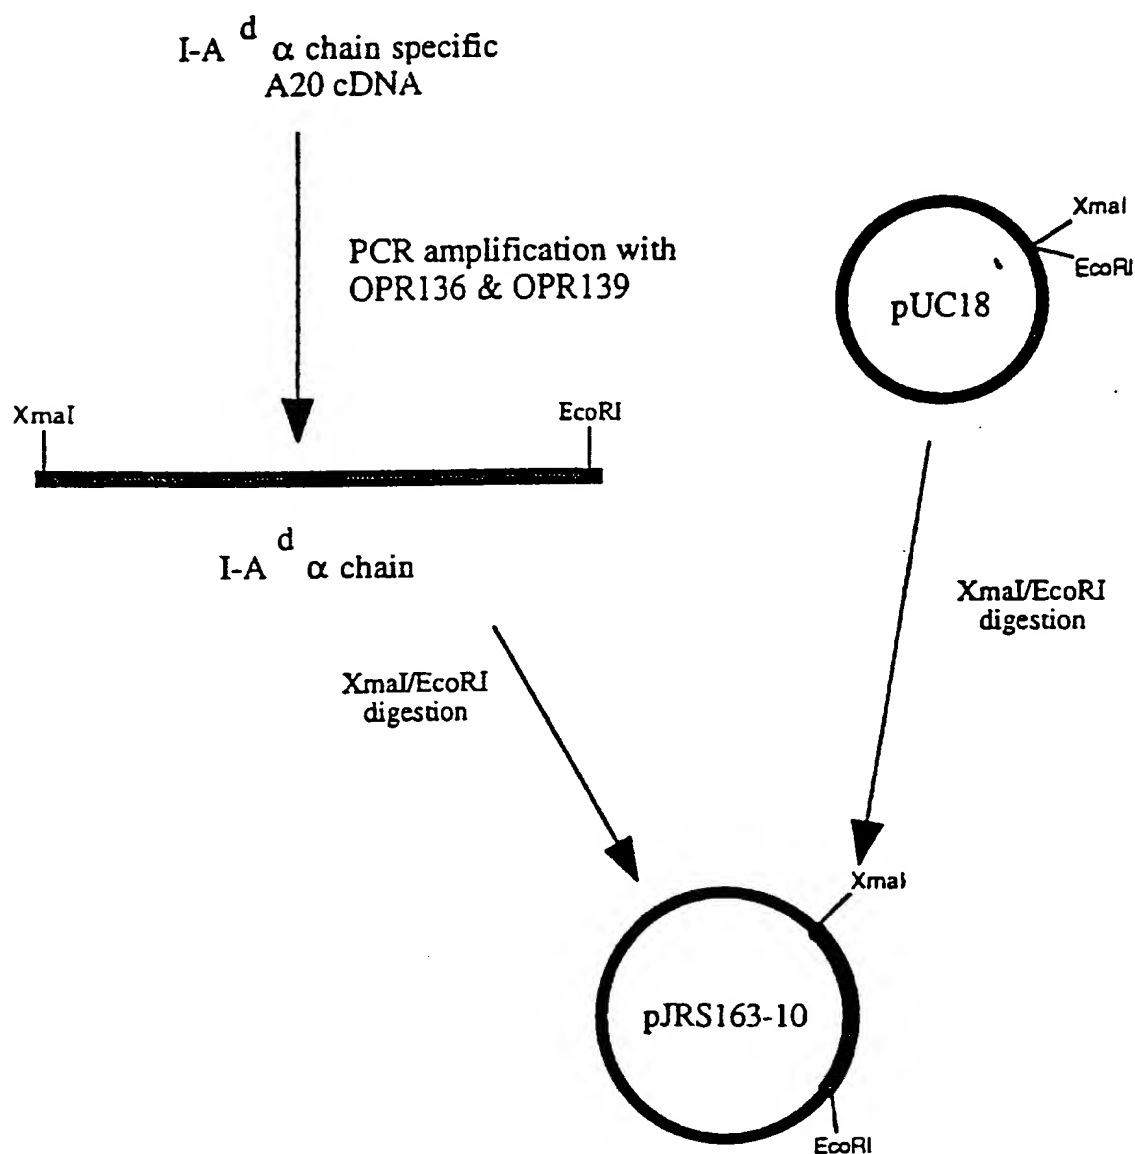 I-A d α chain specific
A20 cDNA
PCR amplification with
OPR136 & OPR139
XmaI
EcoRI
pUC18
XmaI
EcoRI
I-A d α chain
XmaI/EcoRI
digestion
XmaI/EcoRI
digestion
XmaI
pJRS163-10
EcoRI